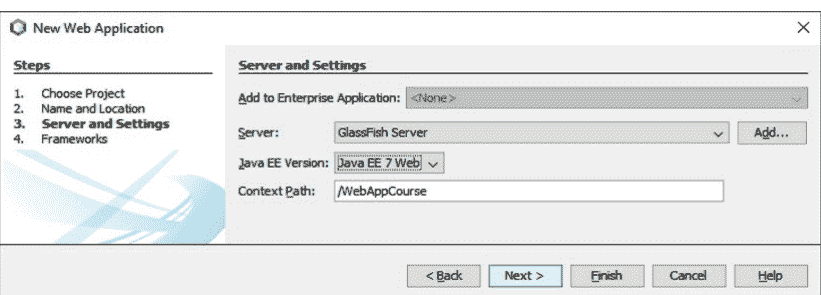 New Web Application
Steps
1. Choose Project
2. Name and Location
3. Server and Settings
4. Frameworks
Server and Settings
Add to Enterprise Application: <None>
Server: GlassFish Server Add...
Java EE Version: Java EE 7 Web
Context Path: /WebAppCourse
< Back Next > Finish Cancel Help